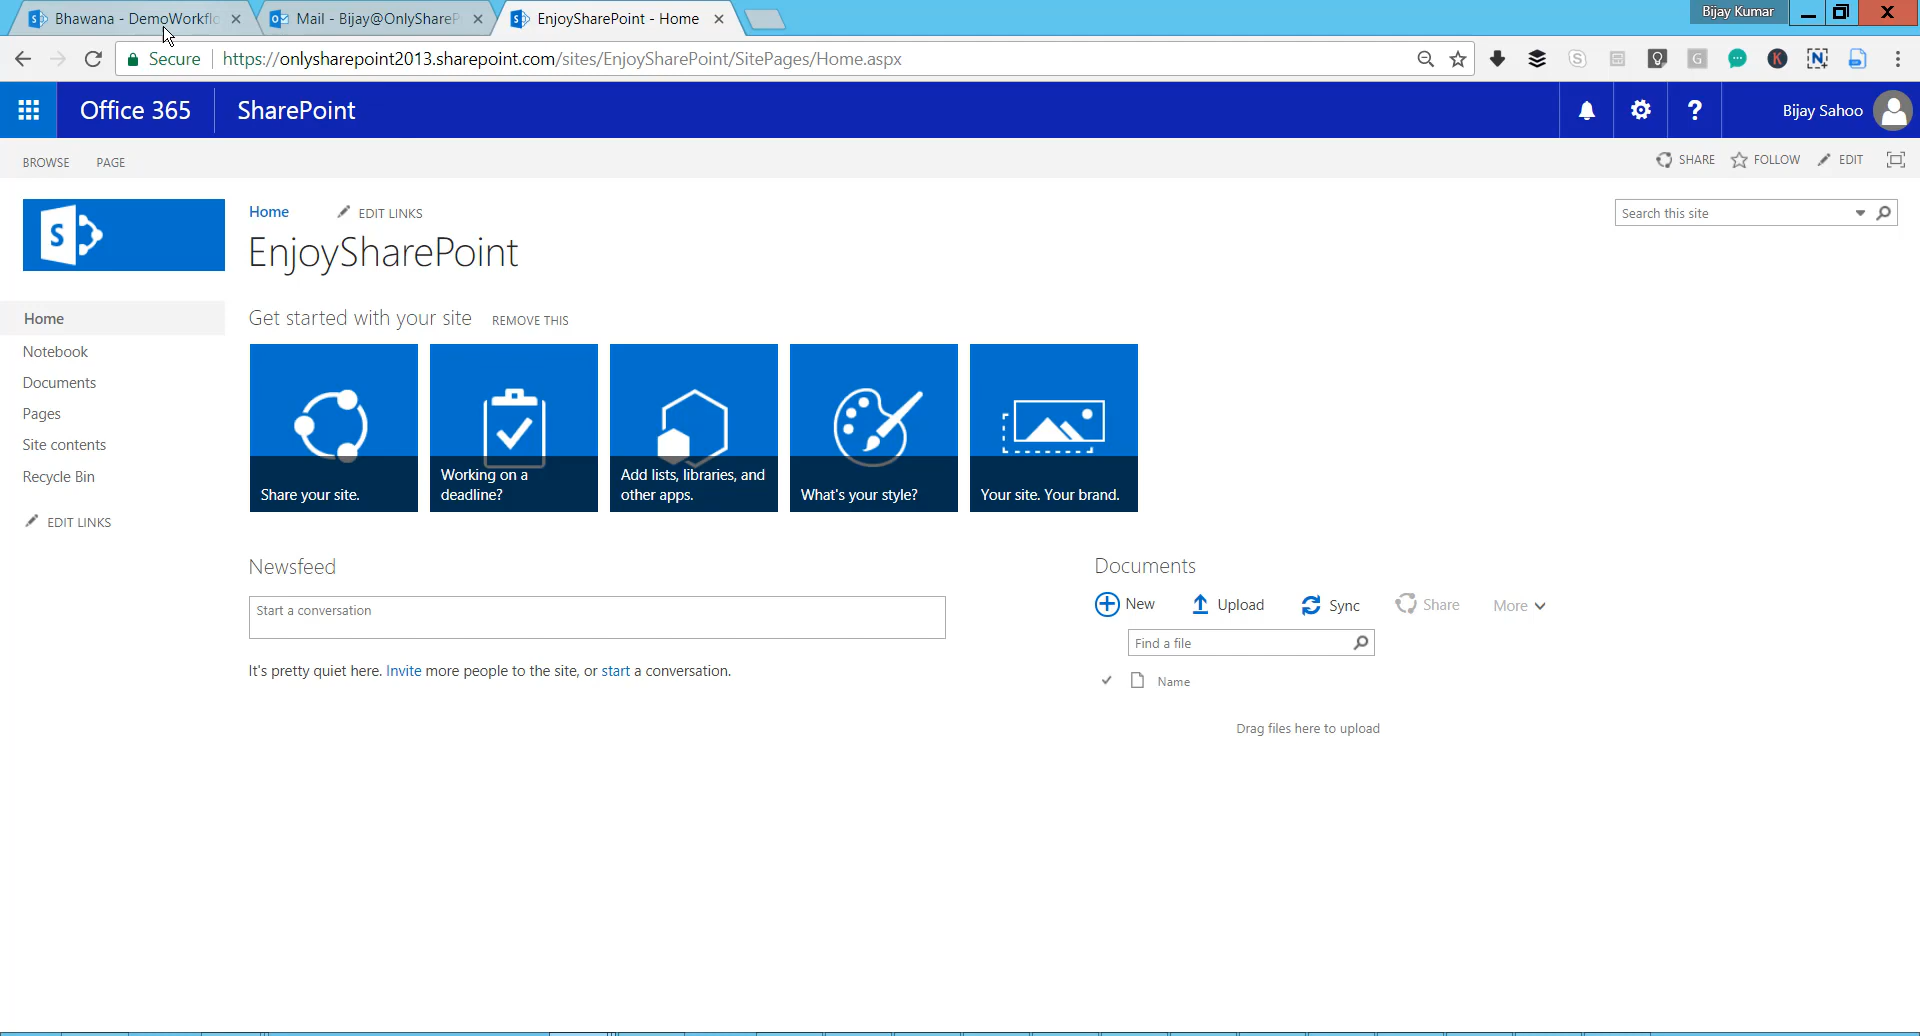 Bhawana - DemoWorkflo
Mail - Bijay@OnlyShareP
EnjoySharePoint - Home
Bijay Kumar
Secure
https://onlysharepoint2013.sharepoint.com/sites/EnjoySharePoint/SitePages/Home.aspx
Office 365
SharePoint
?
Bijay Sahoo
BROWSE
PAGE
SHARE
FOLLOW
EDIT
S
Home
EDIT LINKS
Search this site
EnjoySharePoint
Home
Notebook
Documents
Pages
Site contents
Recycle Bin
EDIT LINKS
Get started with your site
REMOVE THIS
Share your site.
Working on a
deadline?
Add lists, libraries, and
other apps.
What's your style?
Your site. Your brand.
Newsfeed
Start a conversation
It's pretty quiet here. Invite more people to the site, or start a conversation.
Documents
New
Upload
Sync
Share
More
Find a file
Name
Drag files here to upload